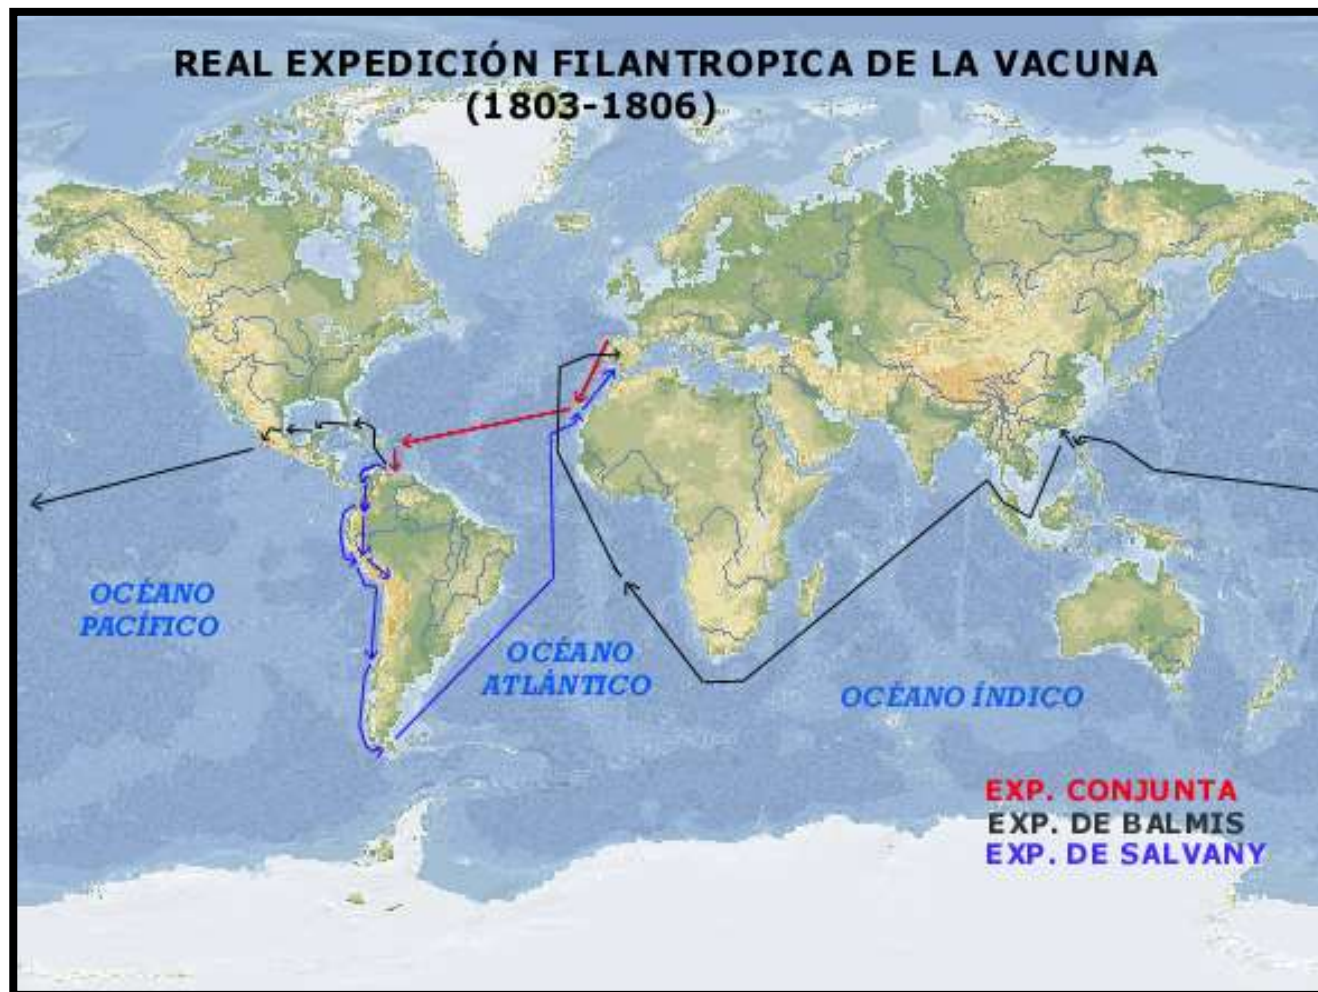 REAL EXPEDICIÓN FILANTROPICA DE LA VACUNA
(1803-1806)
OCÉANO
PACÍFICO
OCÉANO
ATLÁNTICO
OCÉANO ÍNDICO
EXP. CONJUNTA
EXP. DE BALMIS
EXP. DE SALVANY